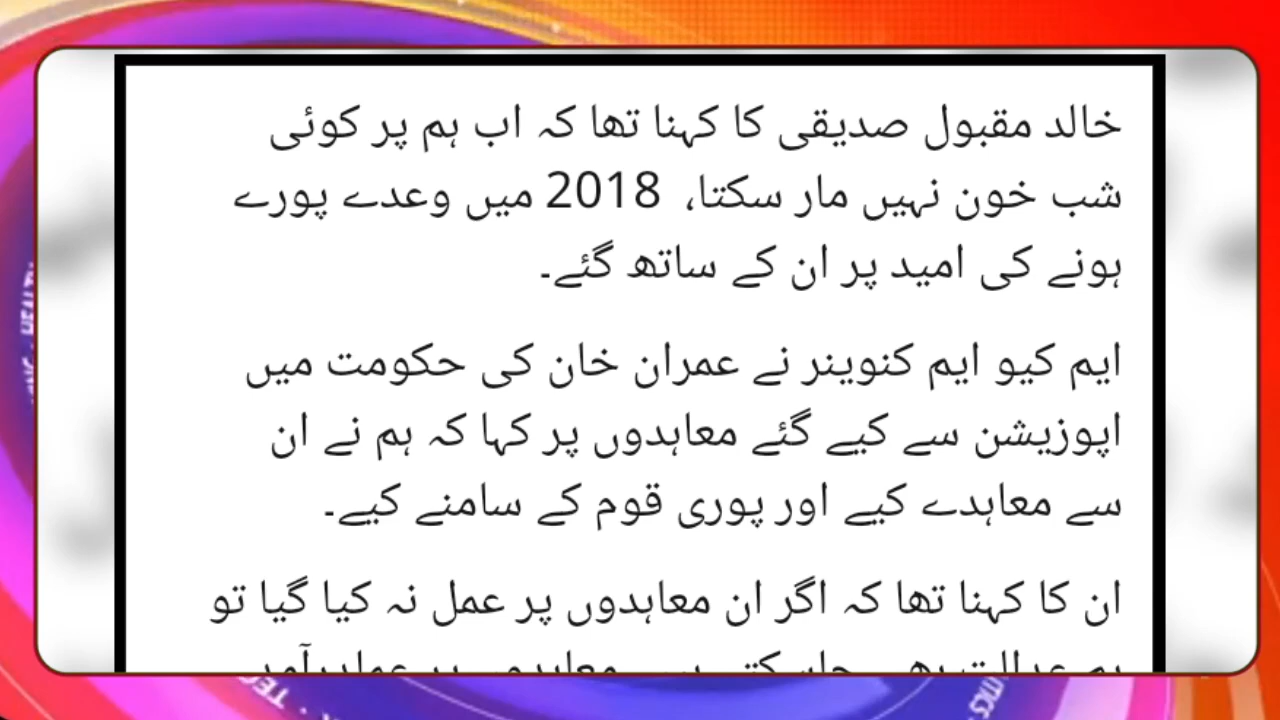 خالد مقبول صدیقی کا کہنا تھا کہ اب ہم پر کوئی
شب خون نہیں مار سکتا، 2018 میں وعدے پورے
ہونے کی امید پر ان کے ساتھ گئے۔
ایم کیو ایم کنوینر نے عمران خان کی حکومت میں
اپوزیشن سے کیے گئے معاہدوں پر کہا کہ ہم نے ان
سے معاہدے کیے اور پوری قوم کے سامنے کیے۔
ان کا کہنا تھا کہ اگر ان معاہدوں پر عمل نہ کیا گیا تو